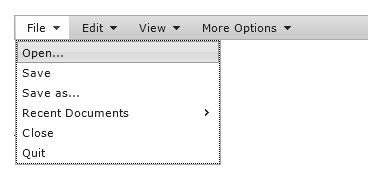 File Edit View More Options
Open...
Save
Save as...
Recent Documents
Close
Quit